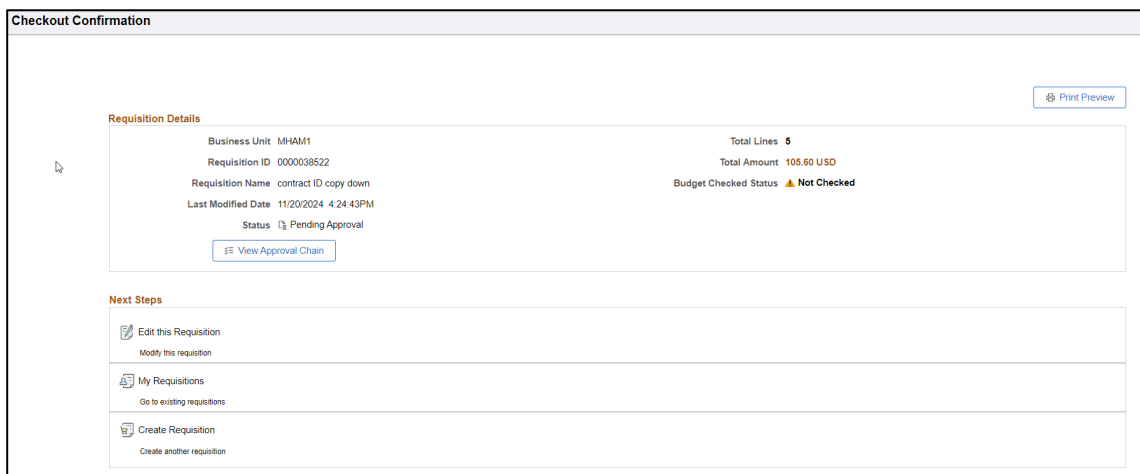 Checkout Confirmation
Print Preview
Requisition Details
Business Unit MHAM1
Total Lines 5
Requisition ID 0000038522
Total Amount 105.60 USD
Requisition Name contract ID copy down
Budget Checked Status Not Checked
Last Modified Date 11/20/2024 4:24:43PM
Status Pending Approval
View Approval Chain
Next Steps
Edit this Requisition
Modify this requisition
My Requisitions
Go to existing requisitions
Create Requisition
Create another requisition